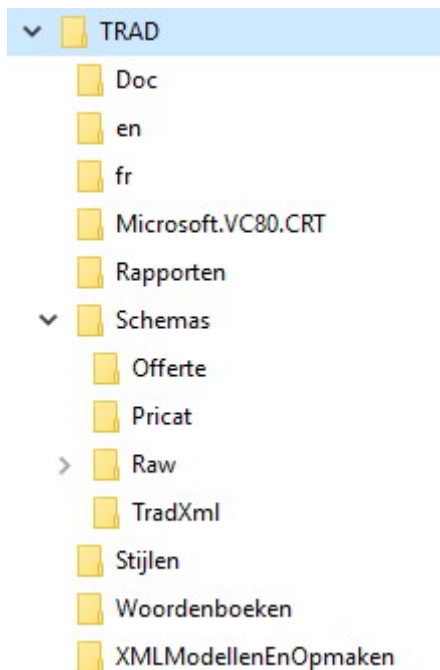 TRAD
Doc
en
fr
Microsoft.VC80.CRT
Rapporten
Schemas
Offerte
Pricat
Raw
TradXml
Stijlen
Woordenboeken
XMLModellenEnOpmaken